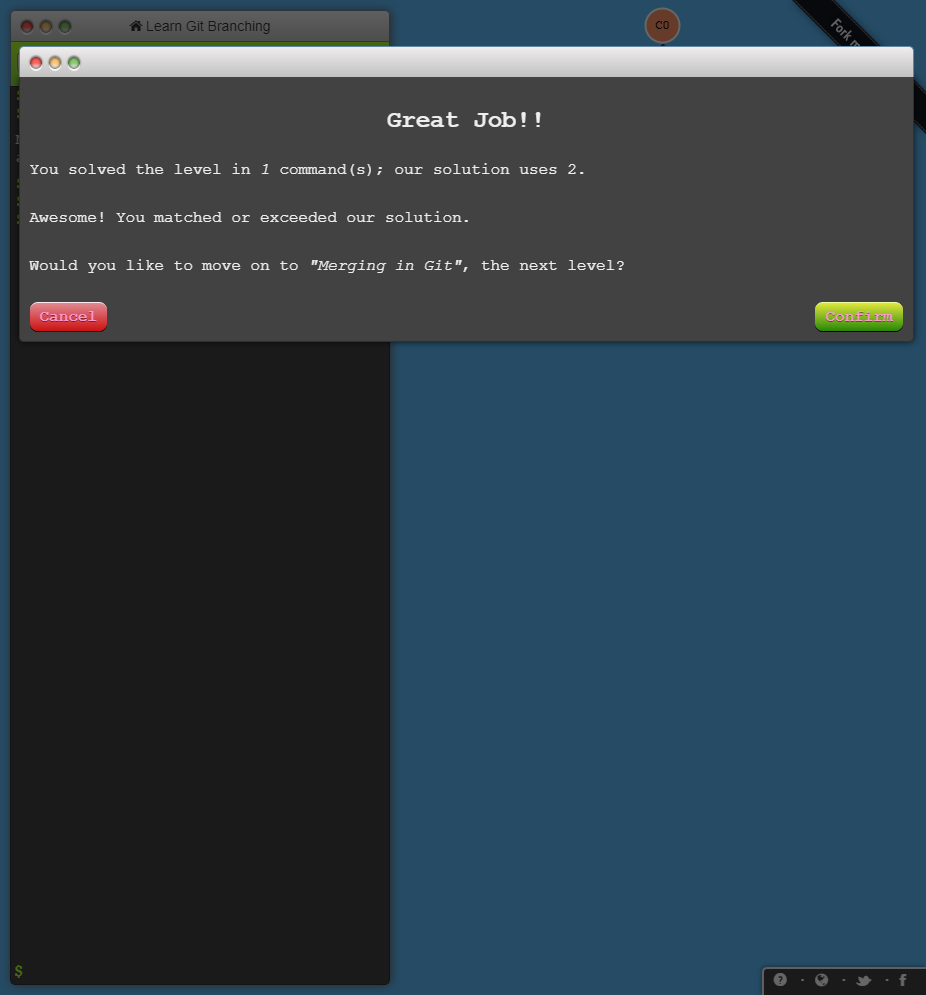 Learn Git Branching
C0
Fork m
Great Job!!
You solved the level in 1 command(s); our solution uses 2.
Awesome! You matched or exceeded our solution.
Would you like to move on to "Merging in Git", the next level?
Cancel
Confirm
$